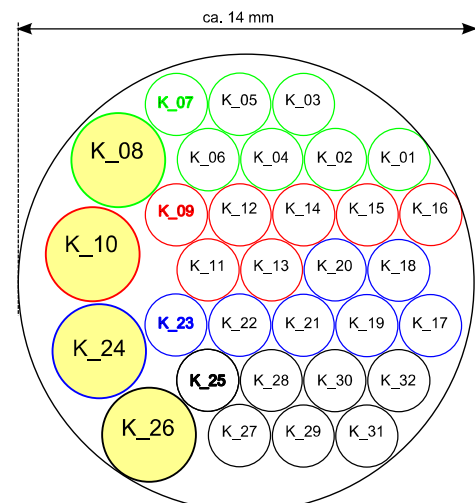 ca. 14 mm
K_07 K_05 K_03
K_08
K_06 K_04 K_02 K_01
K_09 K_12 K_14 K_15 K_16
K_10
K_11 K_13 K_20 K_18
K_23 K_22 K_21 K_19 K_17
K_24
K_25 K_28 K_30 K_32
K_26
K_27 K_29 K_31